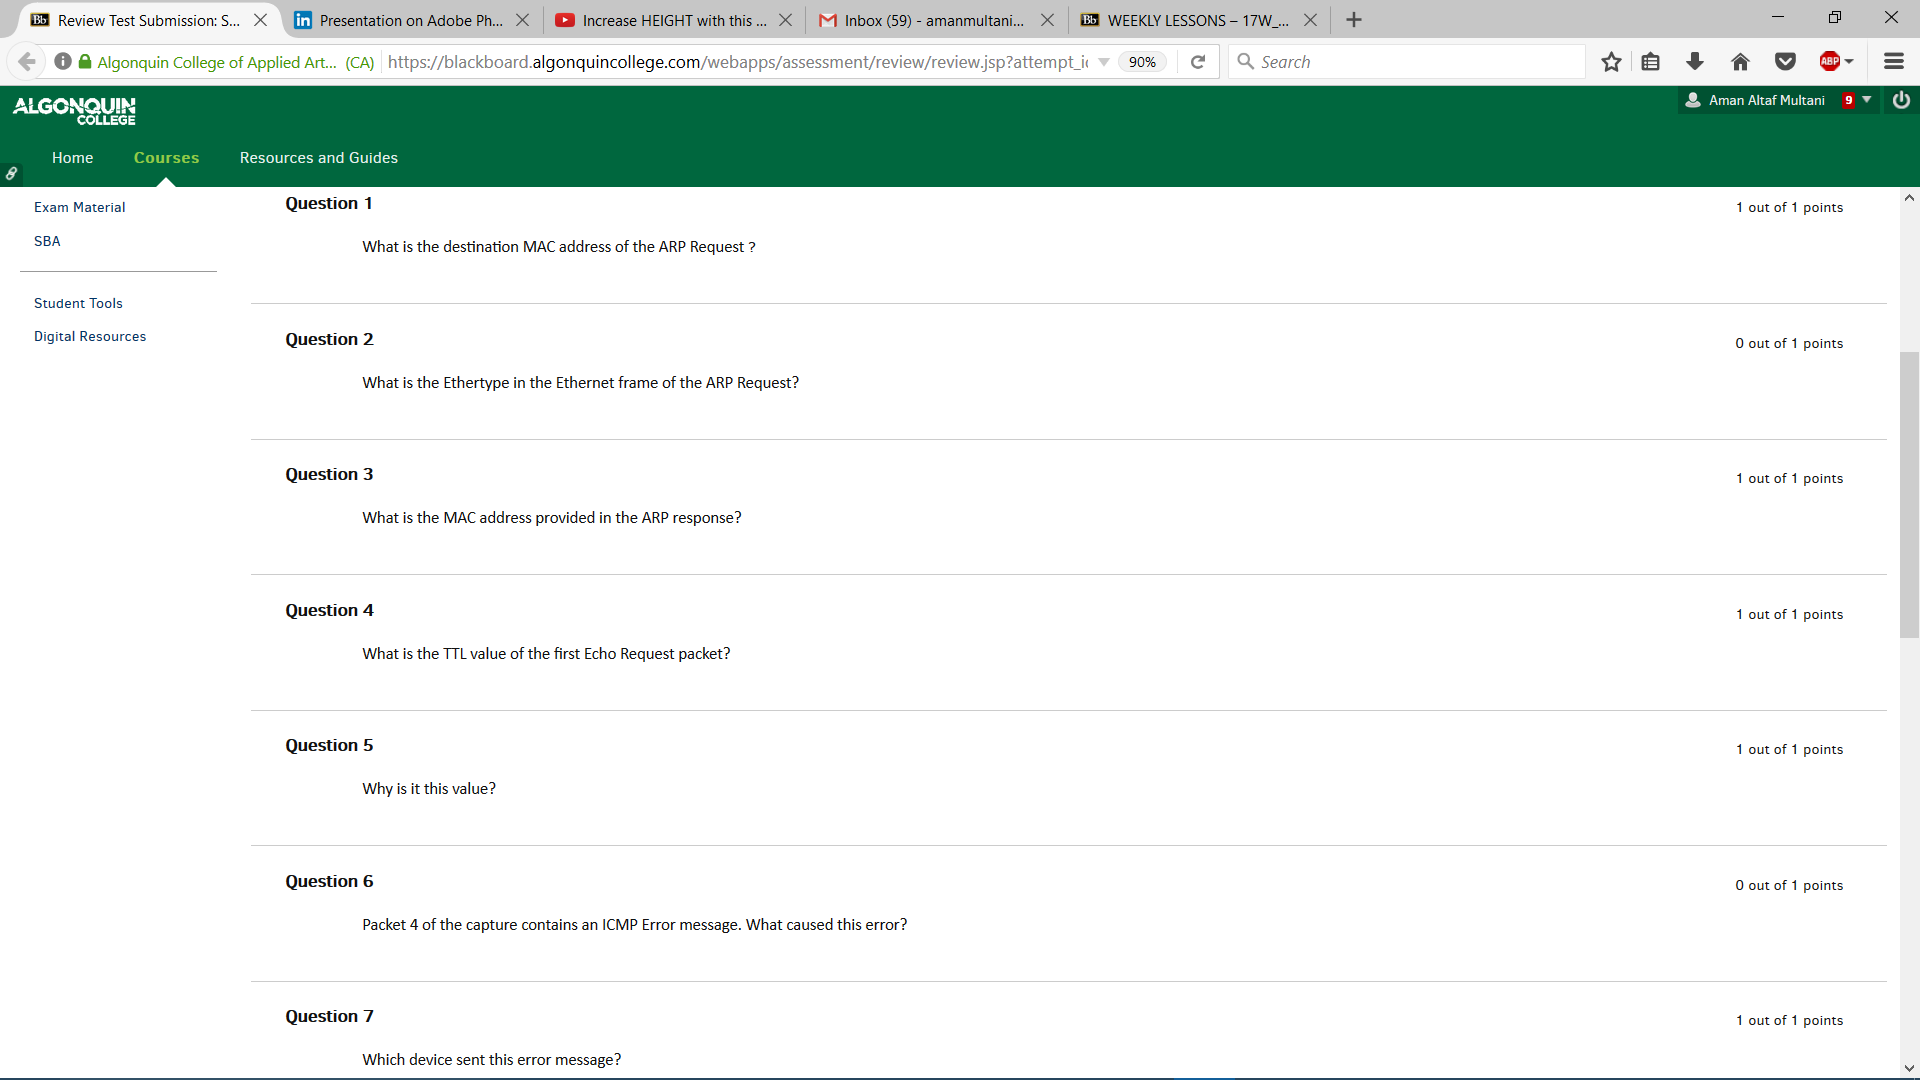 Review Test Submission: S...
Presentation on Adobe Ph...
Increase HEIGHT with this ...
Inbox (59) - amanmultani...
WEEKLY LESSONS – 17W_...
Algonquin College of Applied Art... (CA)
https://blackboard.algonquincollege.com/webapps/assessment/review/review.jsp?attempt_i
90%
Search
ABP
ALGONQUIN
COLLEGE
Aman Altaf Multani 9
Home
Courses
Resources and Guides
Exam Material
SBA
Student Tools
Digital Resources
Question 1
1 out of 1 points
What is the destination MAC address of the ARP Request ?
Question 2
0 out of 1 points
What is the Ethertype in the Ethernet frame of the ARP Request?
Question 3
1 out of 1 points
What is the MAC address provided in the ARP response?
Question 4
1 out of 1 points
What is the TTL value of the first Echo Request packet?
Question 5
1 out of 1 points
Why is it this value?
Question 6
0 out of 1 points
Packet 4 of the capture contains an ICMP Error message. What caused this error?
Question 7
1 out of 1 points
Which device sent this error message?